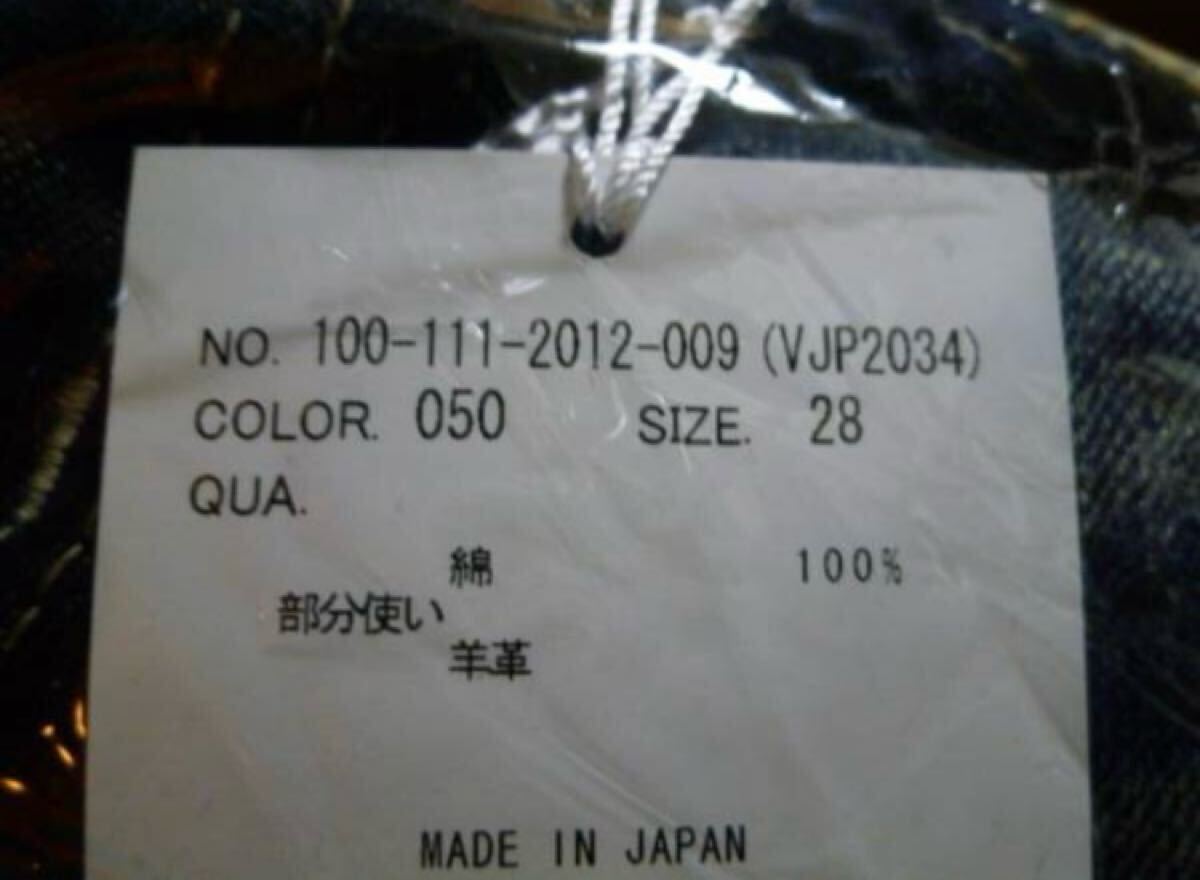 NO. 100-111-2012-009 (VJP2034)
COLOR. 050 SIZE. 28
QUA.
綿 100%
部分使い
羊革
MADE IN JAPAN